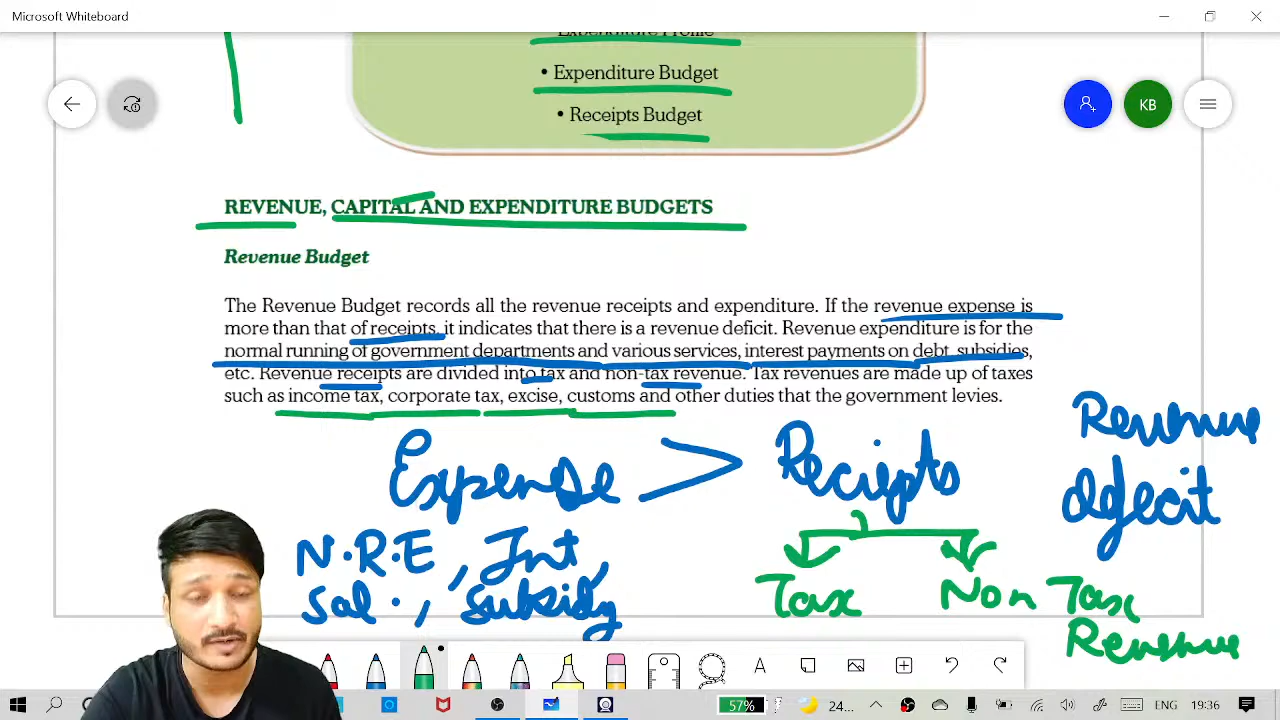 Microsoft Whiteboard
Expenditure Profile
• Expenditure Budget
• Receipts Budget
KB
REVENUE, CAPITAL AND EXPENDITURE BUDGETS
Revenue Budget
The Revenue Budget records all the revenue receipts and expenditure. If the revenue expense is
more than that of receipts, it indicates that there is a revenue deficit. Revenue expenditure is for the
normal running of government departments and various services, interest payments on debt, subsidies,
etc. Revenue receipts are divided into tax and non-tax revenue. Tax revenues are made up of taxes
such as income tax, corporate tax, excise, customs and other duties that the government levies.
Expense > Reciepts
Revenue
deficit
N.R.E, Int,
Sal., Subsidy
Tax
Non Tax
Revenue
A
57%
24...
ENG
19:36